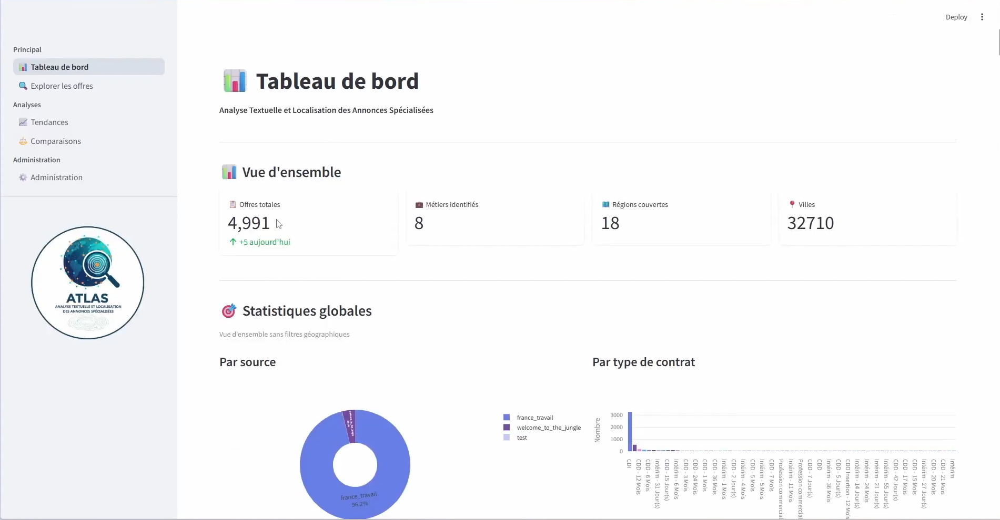 Deploy
Principal
Tableau de bord
Explorer les offres
Analyses
Tendances
Comparaisons
Administration
Administration
ATLAS
ANALYSE TEXTUELLE ET LOCALISATION
DES ANNONCES SPÉCIALISÉES
Tableau de bord
Analyse Textuelle et Localisation des Annonces Spécialisées
Vue d'ensemble
Offres totales
4,991
+5 aujourd'hui
Métiers identifiés
8
Régions couvertes
18
Villes
32710
Statistiques globales
Vue d'ensemble sans filtres géographiques
Par source
welcome_to_the_jungle
france_travail
96.2%
france_travail
welcome_to_the_jungle
test
Par type de contrat
Nombre
3000
2000
1000
0
CDI
CDD - 12 Mois
CDD - 6 Mois
Intérim - 31 Jour(s)
CDD - 15 Jour(s)
Intérim - 6 Mois
CDD - 3 Mois
CDD - 24 Mois
CDD - 1 Mois
CDD - 36 Mois
Intérim - 1 Mois
CDD - 2 Jour(s)
Intérim - 4 Mois
CDD - 5 Mois
Intérim - 5 Mois
CDD - 7 Mois
Profession commercial
Intérim - 11 Mois
Profession commercial
CDD - 7 Jour(s)
CDD
Intérim - 36 Mois
CDD - 5 Jour(s)
CDD Insertion - 12 Mois
Intérim - 14 Jour(s)
Intérim - 24 Mois
Intérim - 21 Jour(s)
Intérim - 55 Jour(s)
CDD - 42 Jour(s)
CDD - 17 Mois
CDD - 15 Mois
Intérim - 27 Jour(s)
CDD - 20 Mois
CDD - 21 Mois
Intérim